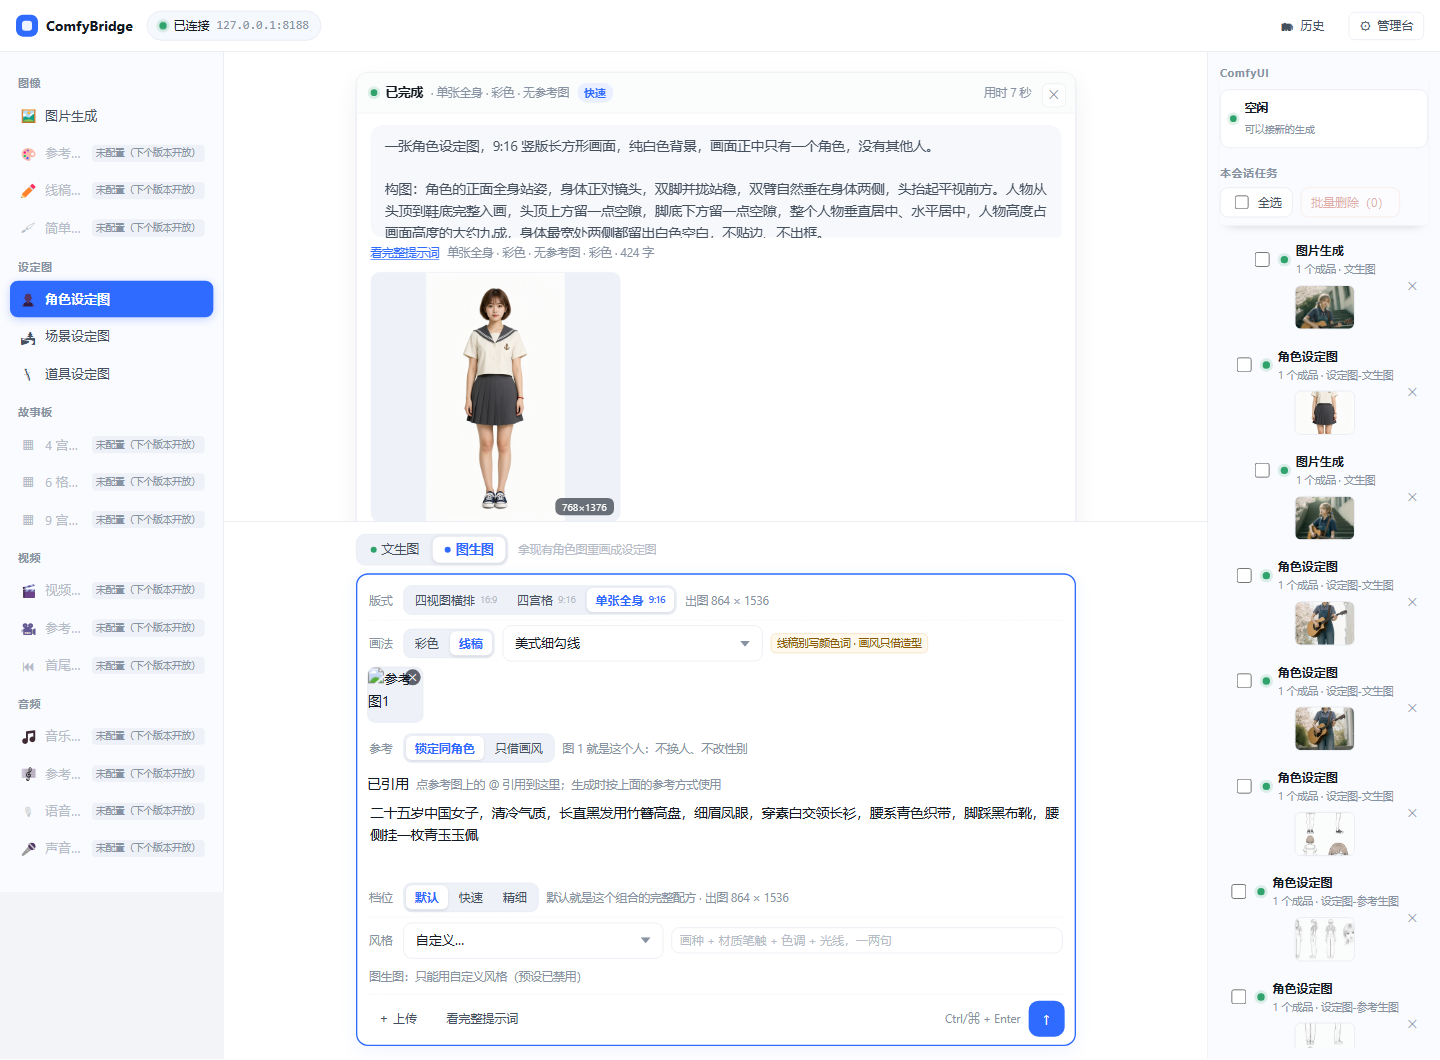 ComfyBridge
已连接 127.0.0.1:8188
历史
管理台
图像
图片生成
参考... 未配置（下个版本开放）
线稿... 未配置（下个版本开放）
简单... 未配置（下个版本开放）
设定图
角色设定图
场景设定图
道具设定图
故事板
4 宫... 未配置（下个版本开放）
6 格... 未配置（下个版本开放）
9 宫... 未配置（下个版本开放）
视频
视频... 未配置（下个版本开放）
参考... 未配置（下个版本开放）
首尾... 未配置（下个版本开放）
音频
音乐... 未配置（下个版本开放）
参考... 未配置（下个版本开放）
语音... 未配置（下个版本开放）
声音... 未配置（下个版本开放）
已完成 · 单张全身 · 彩色 · 无参考图 快速 用时 7 秒
一张角色设定图，9:16 竖版长方形画面，纯白色背景，画面正中只有一个角色，没有其他人。
构图：角色的正面全身站姿，身体正对镜头，双脚并拢站稳，双臂自然垂在身体两侧，头抬起平视前方。人物从
头顶到鞋底完整入画，头顶上方留一点空隙，脚底下方留一点空隙，整个人物垂直居中、水平居中，人物高度占
画面高度的大约九成，身体最宽处两侧都留出白色空白，不贴边、不出框。
看完整提示词 单张全身 · 彩色 · 无参考图 · 彩色 · 424 字
768×1376
文生图 图生图 拿现有角色图重画成设定图
版式 四视图横排 16:9 四宫格 9:16 单张全身 9:16 出图 864 × 1536
画法 彩色 线稿 美式细勾线 线稿别写颜色词 · 画风只借造型
参考
图1
参考 锁定同角色 只借画风 图 1 就是这个人：不换人、不改性别
已引用 点参考图上的 @ 引用到这里；生成时按上面的参考方式使用
二十五岁中国女子，清冷气质，长直黑发用竹簪高盘，细眉凤眼，穿素白交领长衫，腰系青色织带，脚踩黑布靴，腰
侧挂一枚青玉玉佩
档位 默认 快速 精细 默认就是这个组合的完整配方 · 出图 864 × 1536
风格 自定义... 画种 + 材质笔触 + 色调 + 光线，一两句
图生图：只能用自定义风格（预设已禁用）
+ 上传 看完整提示词 Ctrl/⌘ + Enter ↑
ComfyUI
空闲
可以接新的生成
本会话任务
全选 批量删除（0）
图片生成
1 个成品 · 文生图
角色设定图
1 个成品 · 设定图-文生图
图片生成
1 个成品 · 文生图
角色设定图
1 个成品 · 设定图-文生图
角色设定图
1 个成品 · 设定图-文生图
角色设定图
1 个成品 · 设定图-文生图
角色设定图
1 个成品 · 设定图-参考生图
角色设定图
1 个成品 · 设定图-参考生图